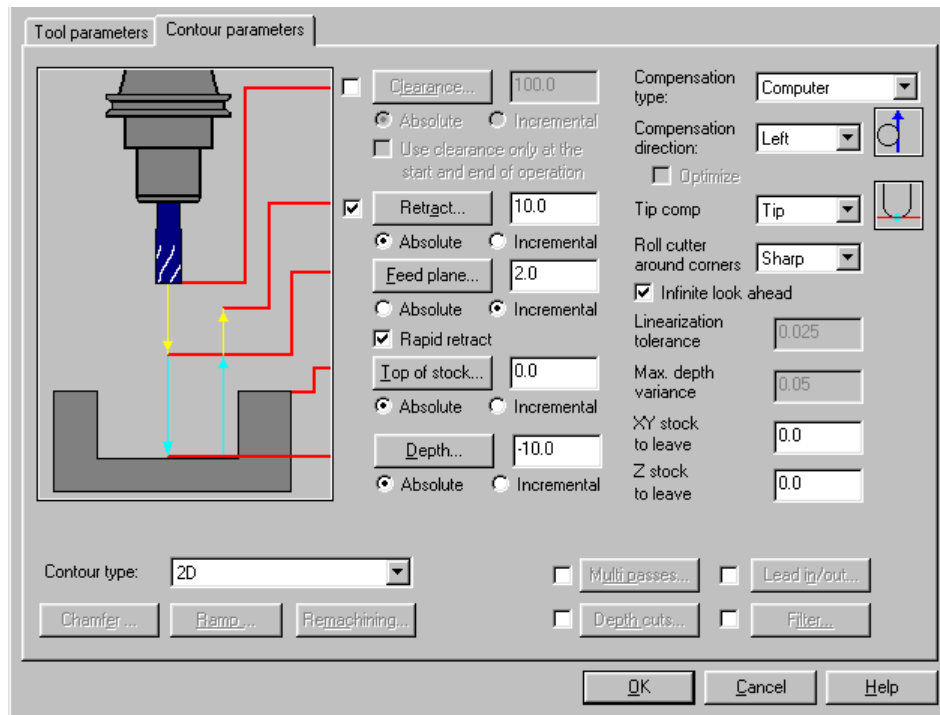 Tool parameters Contour parameters
Clearance... 100.0
Absolute Incremental
Use clearance only at the
start and end of operation
Retract... 10.0
Absolute Incremental
Feed plane... 2.0
Absolute Incremental
Rapid retract
Top of stock... 0.0
Absolute Incremental
Depth... -10.0
Absolute Incremental
Compensation
type: Computer
Compensation
direction: Left
Optimize
Tip comp Tip
Roll cutter
around corners Sharp
Infinite look ahead
Linearization
tolerance 0.025
Max. depth
variance 0.05
XY stock
to leave 0.0
Z stock
to leave 0.0
Contour type: 2D
Multi passes... Lead in/out...
Chamfer ... Ramp ... Remachining... Depth cuts... Filter...
OK Cancel Help